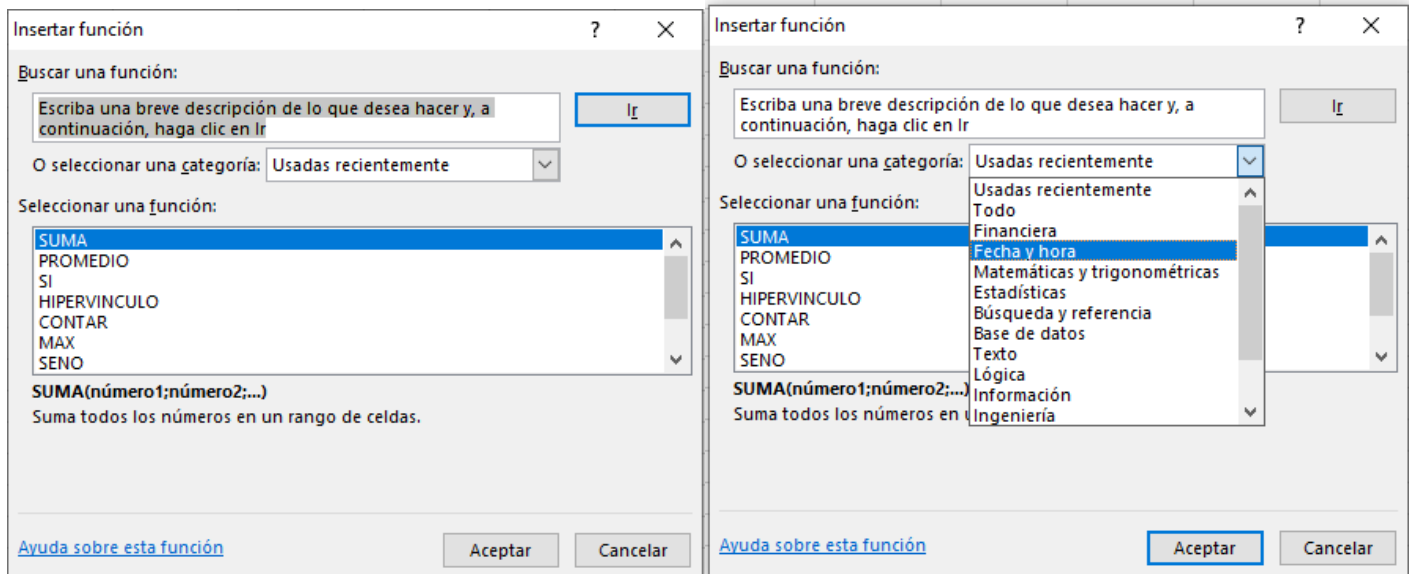 Insertar función
?
Buscar una función:
Escriba una breve descripción de lo que desea hacer y, a
continuación, haga clic en Ir
Ir
O seleccionar una categoría: Usadas recientemente
Seleccionar una función:
SUMA
PROMEDIO
SI
HIPERVINCULO
CONTAR
MAX
SENO
SUMA(número1;número2;...)
Suma todos los números en un rango de celdas.
Ayuda sobre esta función
Aceptar
Cancelar
Insertar función
?
Buscar una función:
Escriba una breve descripción de lo que desea hacer y, a
continuación, haga clic en Ir
Ir
O seleccionar una categoría: Usadas recientemente
Usadas recientemente
Todo
Financiera
Fecha y hora
Matemáticas y trigonométricas
Estadísticas
Búsqueda y referencia
Base de datos
Texto
Lógica
Información
Ingeniería
Seleccionar una función:
SUMA
PROMEDIO
SI
HIPERVINCULO
CONTAR
MAX
SENO
SUMA(número1;número2;...)
Suma todos los números en
Ayuda sobre esta función
Aceptar
Cancelar